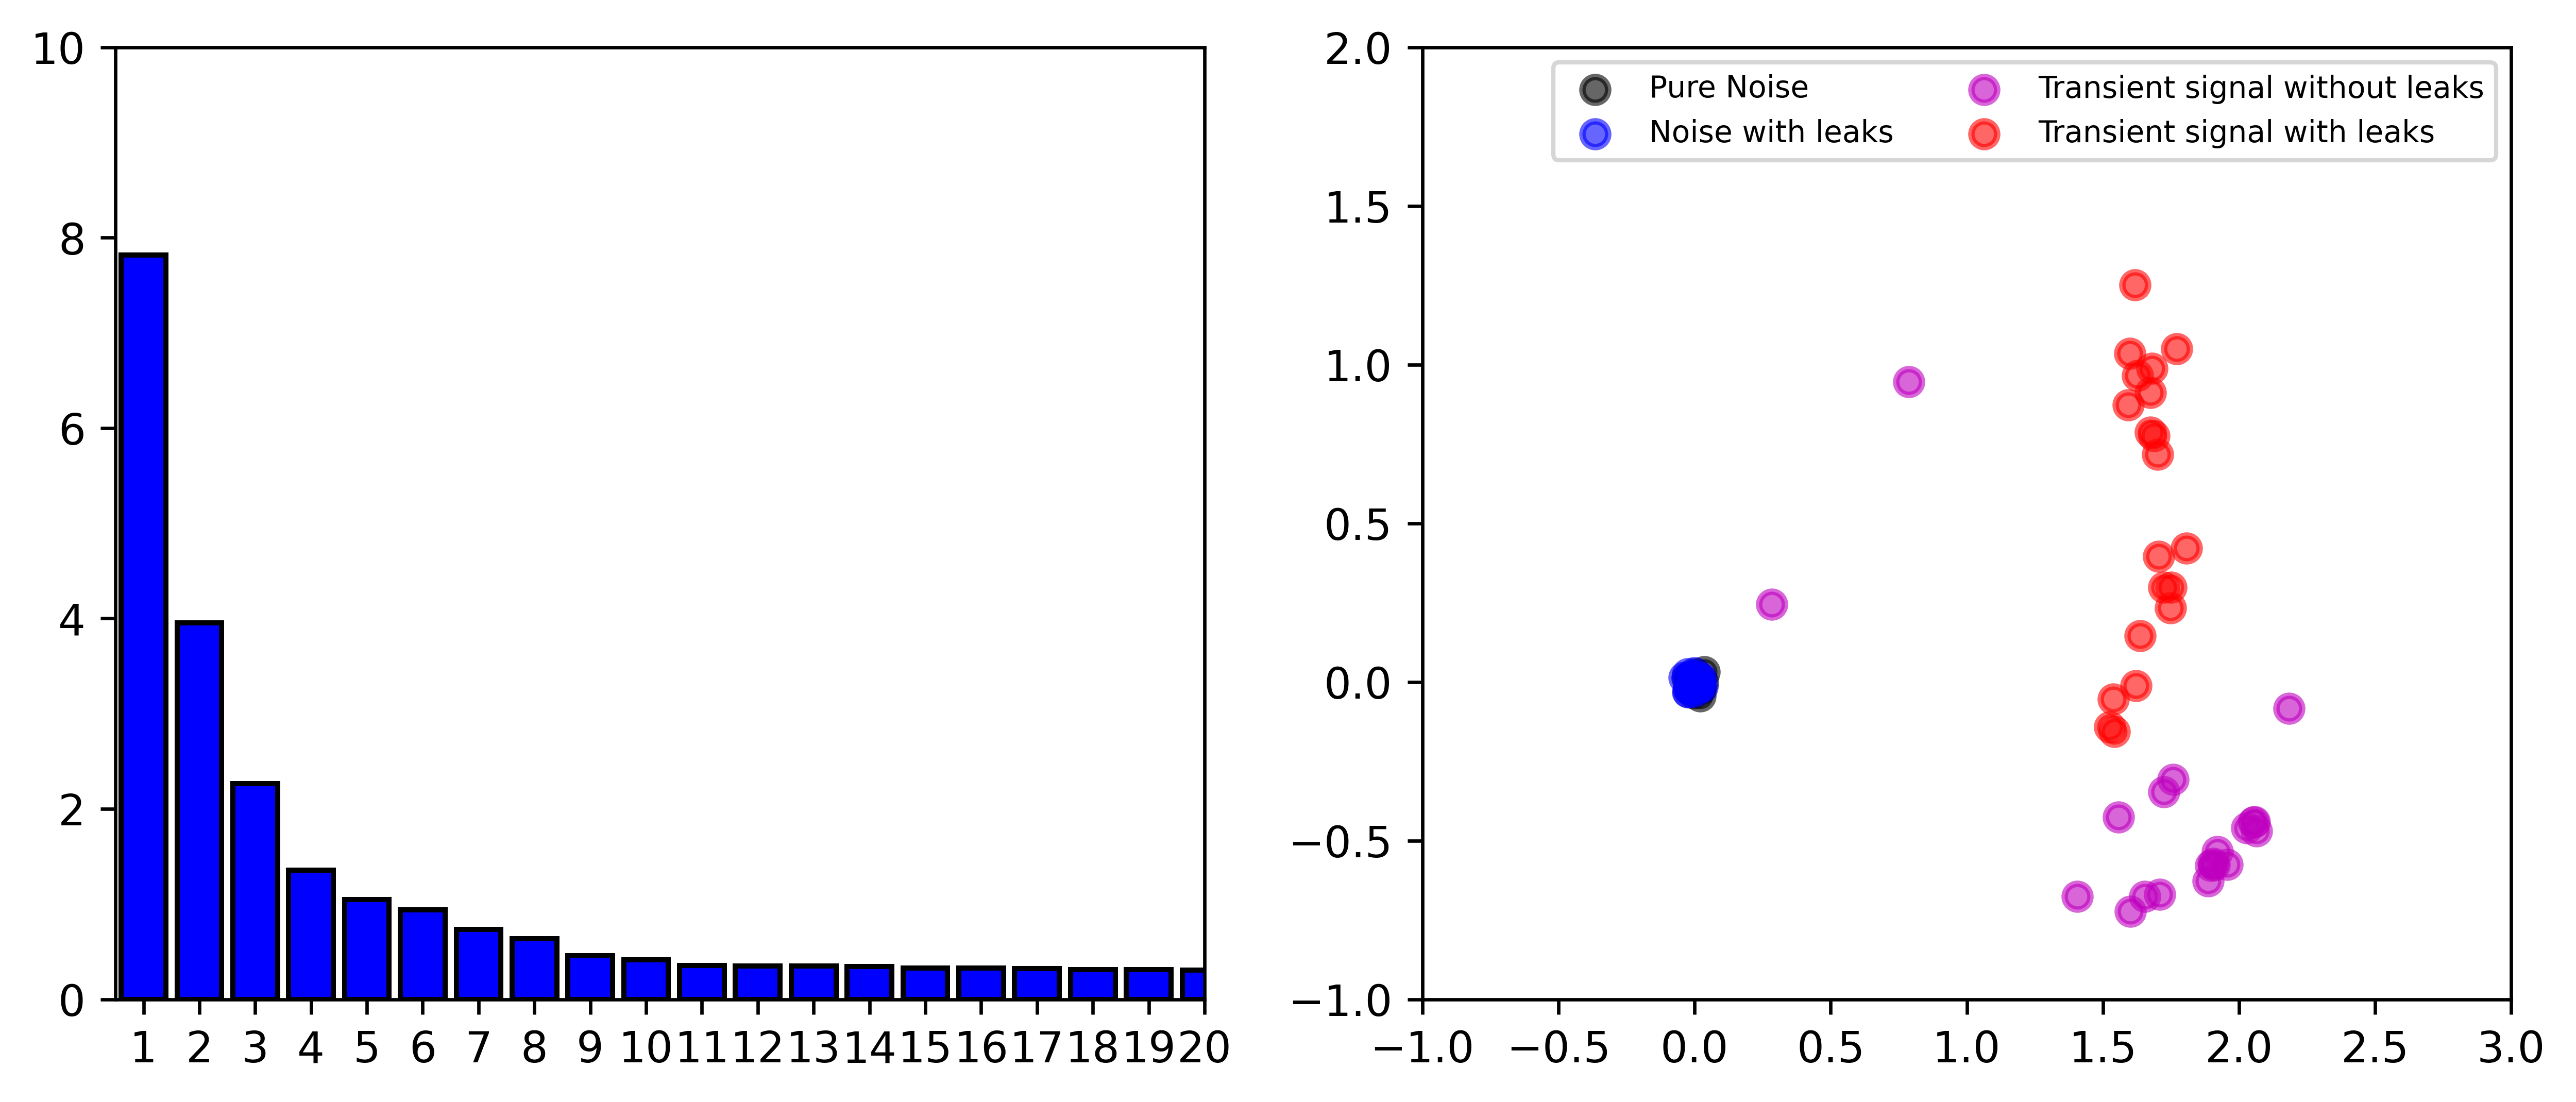 10
8
6
4
2
0
1 2 3 4 5 6 7 8 9 10 11 12 13 14 15 16 17 18 19 20
2.0
1.5
1.0
0.5
0.0
−0.5
−1.0
−1.0 −0.5 0.0 0.5 1.0 1.5 2.0 2.5 3.0
Pure Noise
Noise with leaks
Transient signal without leaks
Transient signal with leaks